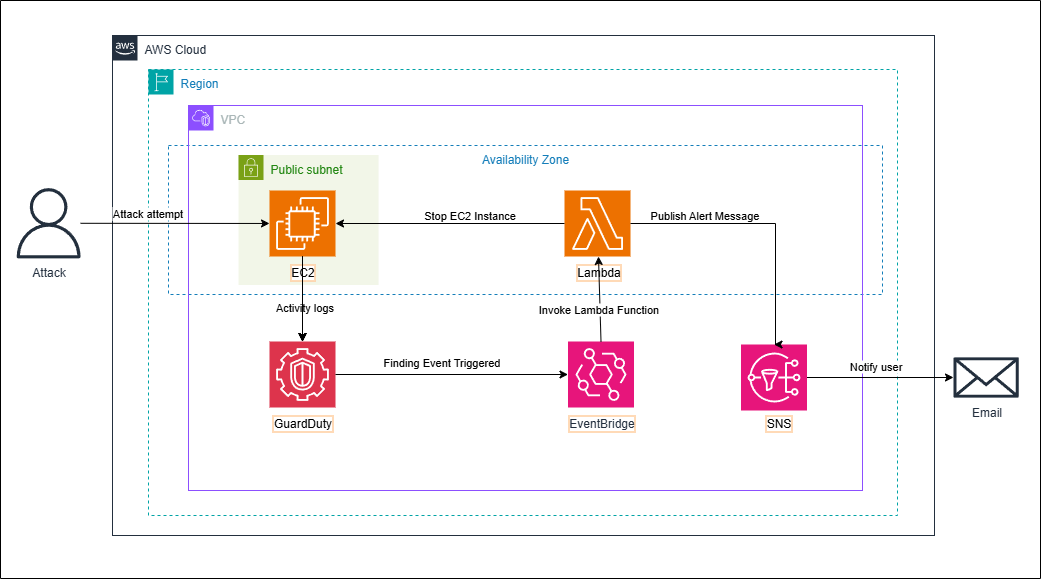 aws
AWS Cloud
Region
VPC
Availability Zone
Public subnet
Attack attempt
Stop EC2 Instance
Publish Alert Message
Attack
EC2
Lambda
Activity logs
Invoke Lambda Function
Finding Event Triggered
Notify user
Email
GuardDuty
EventBridge
SNS